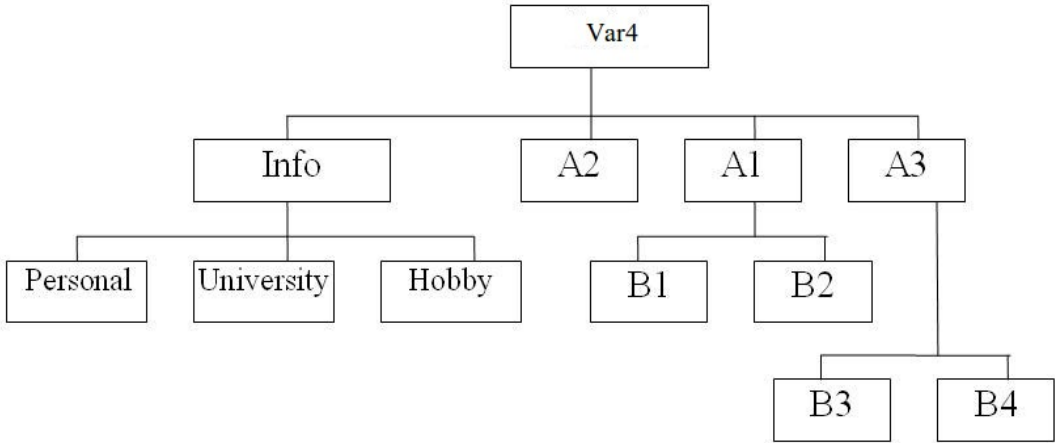 Var4
Info
A2
A1
A3
Personal
University
Hobby
B1
B2
B3
B4